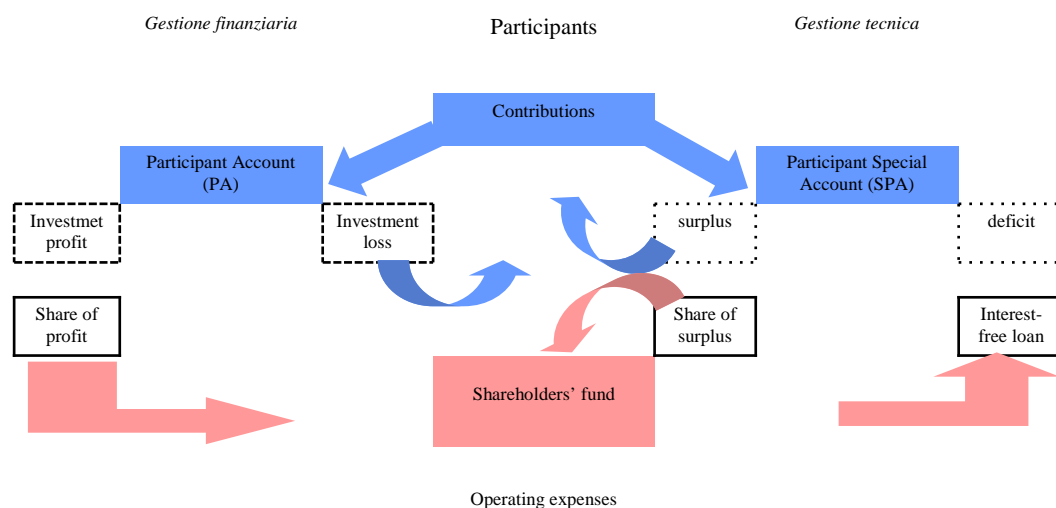 Gestione finanziaria
Participants
Gestione tecnica
Contributions
Participant Account
(PA)
Participant Special
Account (SPA)
Investmet
profit
Investment
loss
surplus
deficit
Share of
profit
Share of
surplus
Interest-
free loan
Shareholders’ fund
Operating expenses